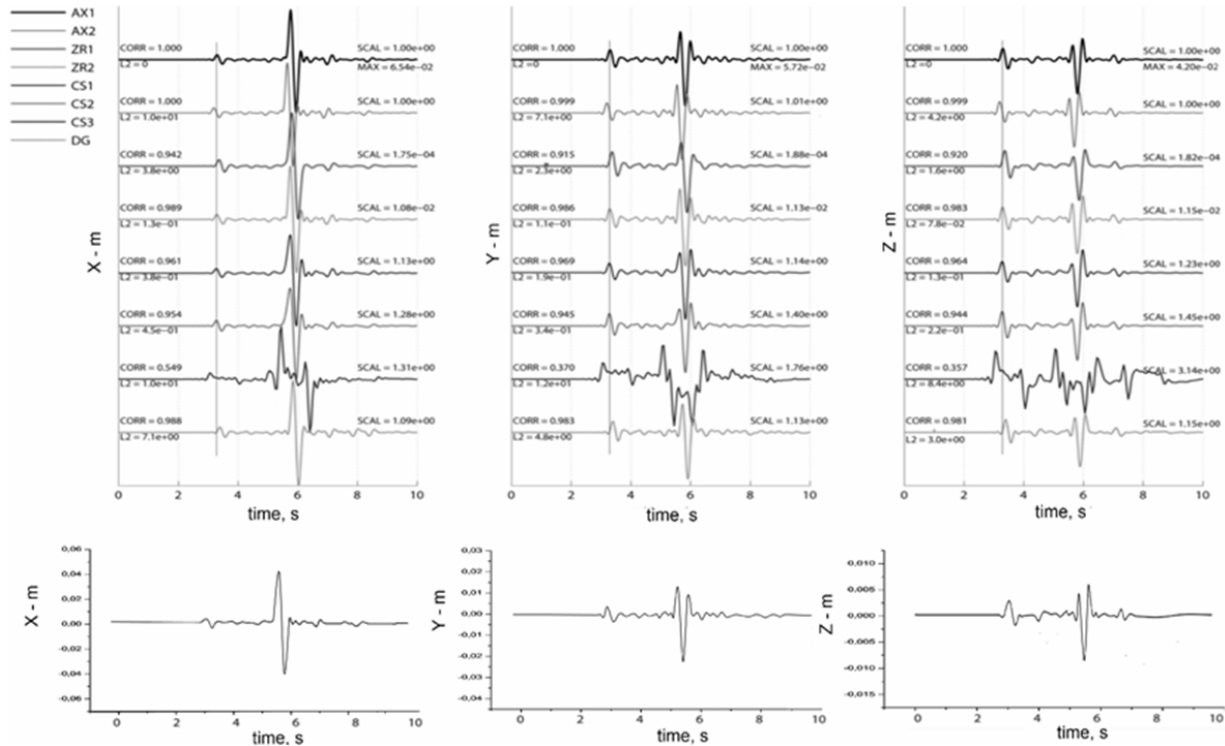 AX1
AX2
ZR1
ZR2
CS1
CS2
CS3
DG
X - m
CORR = 1.000
L2 = 0
SCAL = 1.00e+00
MAX = 6.54e-02
CORR = 1.000
L2 = 1.0e+01
SCAL = 1.00e+00
CORR = 0.942
L2 = 3.8e+00
SCAL = 1.75e-04
CORR = 0.989
L2 = 1.3e-01
SCAL = 1.08e-02
CORR = 0.961
L2 = 3.8e-01
SCAL = 1.13e+00
CORR = 0.954
L2 = 4.5e-01
SCAL = 1.28e+00
CORR = 0.549
L2 = 1.0e+01
SCAL = 1.31e+00
CORR = 0.988
L2 = 7.1e+00
SCAL = 1.09e+00
0 2 4 6 8 10
time, s
Y - m
CORR = 1.000
L2 =0
SCAL = 1.00e+00
MAX = 5.72e-02
CORR = 0.999
L2 = 7.1e+00
SCAL = 1.01e+00
CORR = 0.915
L2 = 2.3e+00
SCAL = 1.88e-04
CORR = 0.986
L2 = 1.1e-01
SCAL = 1.13e-02
CORR = 0.969
L2 = 1.9e-01
SCAL = 1.14e+00
CORR = 0.945
L2 = 3.4e-01
SCAL = 1.40e+00
CORR = 0.370
L2 = 1.2e+01
SCAL = 1.76e+00
CORR = 0.983
L2 = 4.8e+00
SCAL = 1.13e+00
0 2 4 6 8 10
time, s
Z - m
CORR = 1.000
L2 =0
SCAL = 1.00e+00
MAX = 4.20e-02
CORR = 0.999
L2 = 4.2e+00
SCAL = 1.00e+00
CORR = 0.920
L2 = 1.6e+00
SCAL = 1.82e-04
CORR = 0.983
L2 = 7.8e-02
SCAL = 1.15e-02
CORR = 0.964
L2 = 1.3e-01
SCAL = 1.23e+00
CORR = 0.944
L2 = 2.2e-01
SCAL = 1.45e+00
CORR = 0.357
L2 = 8.4e+00
SCAL = 3.14e+00
CORR = 0.981
L2 = 3.0e+00
SCAL = 1.15e+00
0 2 4 6 8 10
time, s
X - m
0,06
0,04
0,02
0,00
-0,02
-0,04
-0,06
0 2 4 6 8 10
time, s
Y - m
0,03
0,02
0,01
0,00
-0,01
-0,02
-0,03
-0,04
0 2 4 6 8 10
time, s
Z - m
0,010
0,005
0,000
-0,005
-0,010
-0,015
0 2 4 6 8 10
time, s